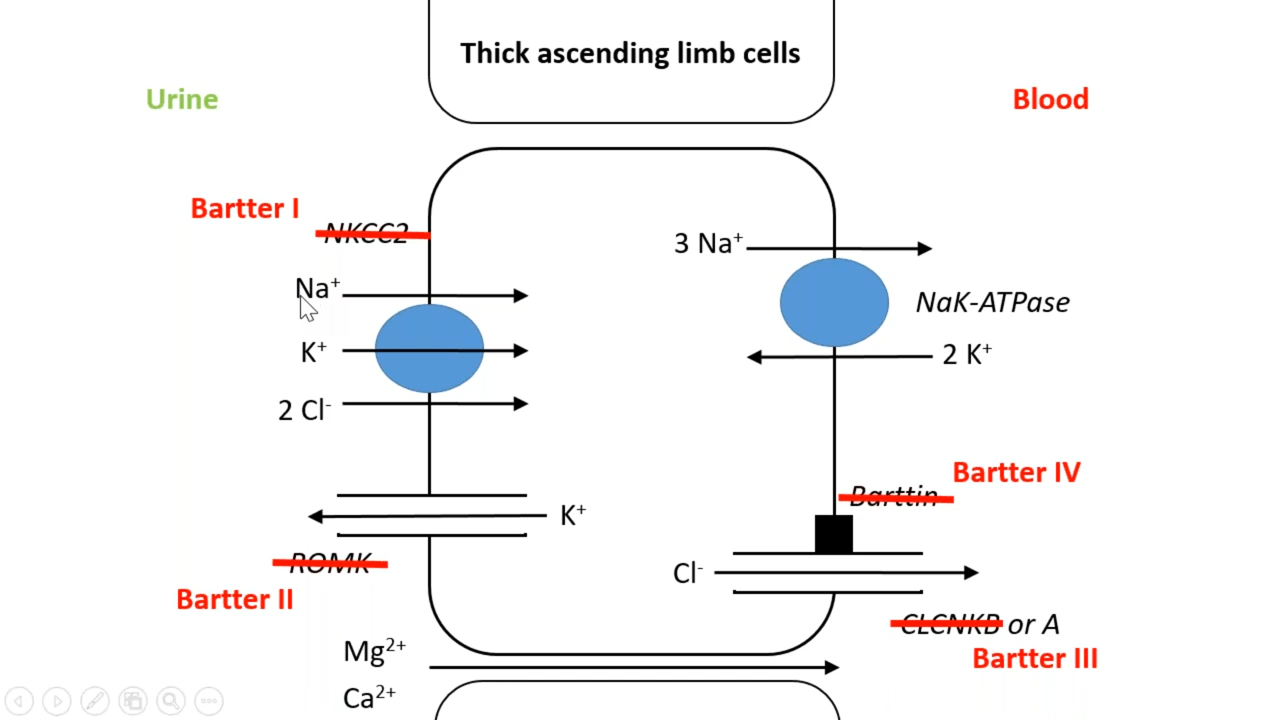 Thick ascending limb cells
Urine
Blood
Bartter I
NKCC2
3 Na⁺
Na⁺
NaK-ATPase
K⁺
2 K⁺
2 Cl⁻
Bartter IV
Barttin
K⁺
ROMK
Cl⁻
Bartter II
CLCNKB or A
Bartter III
Mg²⁺
Ca²⁺